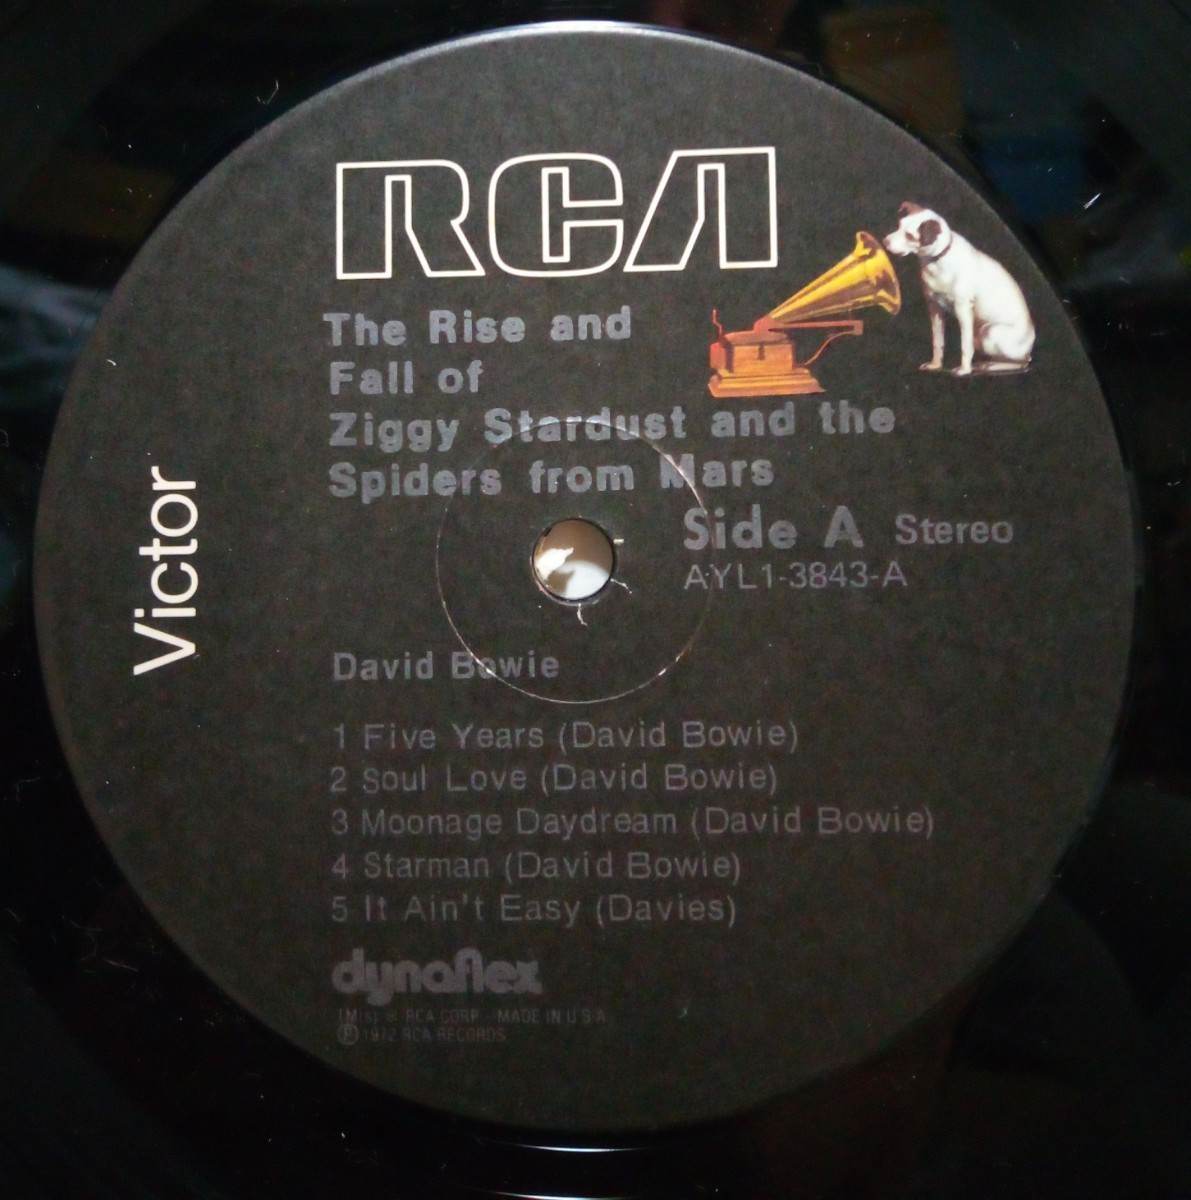 RCA
The Rise and
Fall of
Ziggy Stardust and the
Spiders from Mars
Side A Stereo
AYL1-3843-A
Victor
David Bowie
1 Five Years (David Bowie)
2 Soul Love (David Bowie)
3 Moonage Daydream (David Bowie)
4 Starman (David Bowie)
5 It Ain't Easy (Davies)
dynaflex
TM(s) ® RCA CORP - MADE IN U S A
Ⓟ 1972 RCA RECORDS